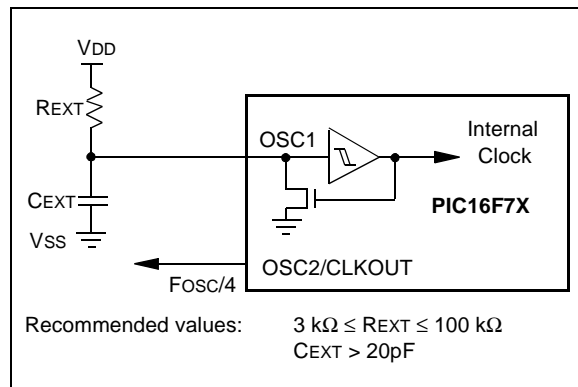 VDD
REXT
CEXT
VSS
OSC1
Internal
Clock
PIC16F7X
OSC2/CLKOUT
FOSC/4
Recommended values: 3 kΩ ≤ REXT ≤ 100 kΩ
CEXT > 20pF